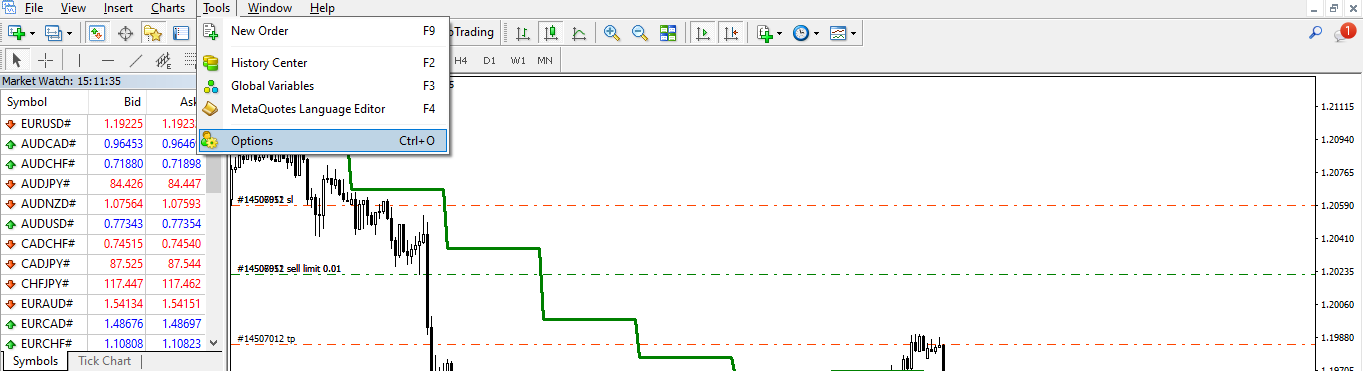 File View Insert Charts Tools Window Help
New Order F9
Trading
History Center F2
H4 D1 W1 MN
Global Variables F3
MetaQuotes Language Editor F4
Options Ctrl+O
1
Market Watch: 15:11:35
Symbol Bid Ask
EURUSD# 1.19225 1.1923
AUDCAD# 0.96453 0.9646
AUDCHF# 0.71880 0.71898
AUDJPY# 84.426 84.447
AUDNZD# 1.07564 1.07593
AUDUSD# 0.77343 0.77354
CADCHF# 0.74515 0.74540
CADJPY# 87.525 87.544
CHFJPY# 117.447 117.462
EURAUD# 1.54134 1.54151
EURCAD# 1.48676 1.48697
EURCHF# 1.10808 1.10823
Symbols Tick Chart
sl
sell limit 0.01
#14507012 tp
1.21115
1.20940
1.20765
1.20590
1.20410
1.20235
1.20060
1.19880
1.19705